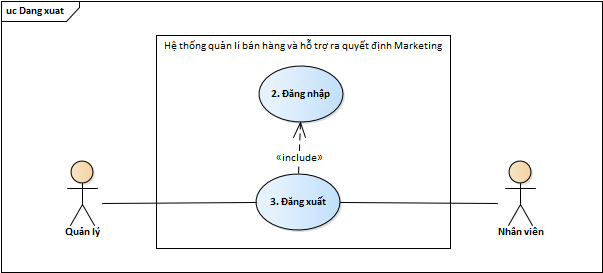 uc Dang xuat
Hệ thống quản lí bán hàng và hỗ trợ ra quyết định Marketing
2. Đăng nhập
«include»
3. Đăng xuất
Quản lý
Nhân viên